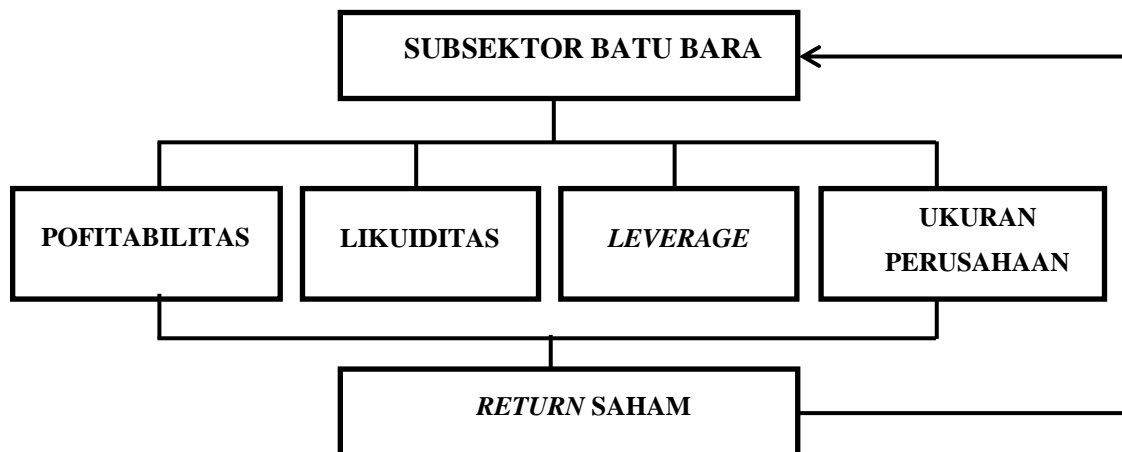 SUBSEKTOR BATU BARA
POFITABILITAS
LIKUIDITAS
LEVERAGE
UKURAN
PERUSAHAAN
RETURN SAHAM